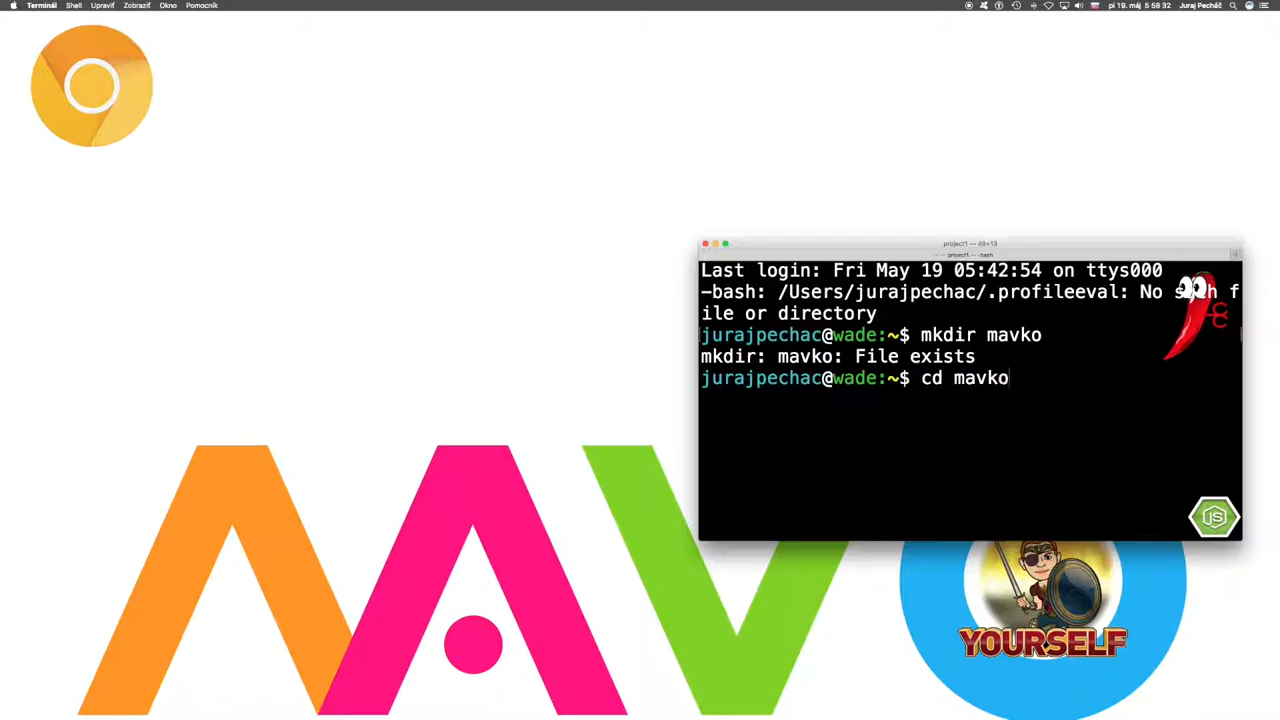 Terminál Shell Upraviť Zobraziť Okno Pomocník
pi 19. máj 5 58 32 Juraj Pecháč
project1 — 49×13
project1 — -bash
Last login: Fri May 19 05:42:54 on ttys000
-bash: /Users/jurajpechac/.profileeval: No such f
ile or directory
jurajpechac@wade:~$ mkdir mavko
mkdir: mavko: File exists
jurajpechac@wade:~$ cd mavko
JS
YOURSELF